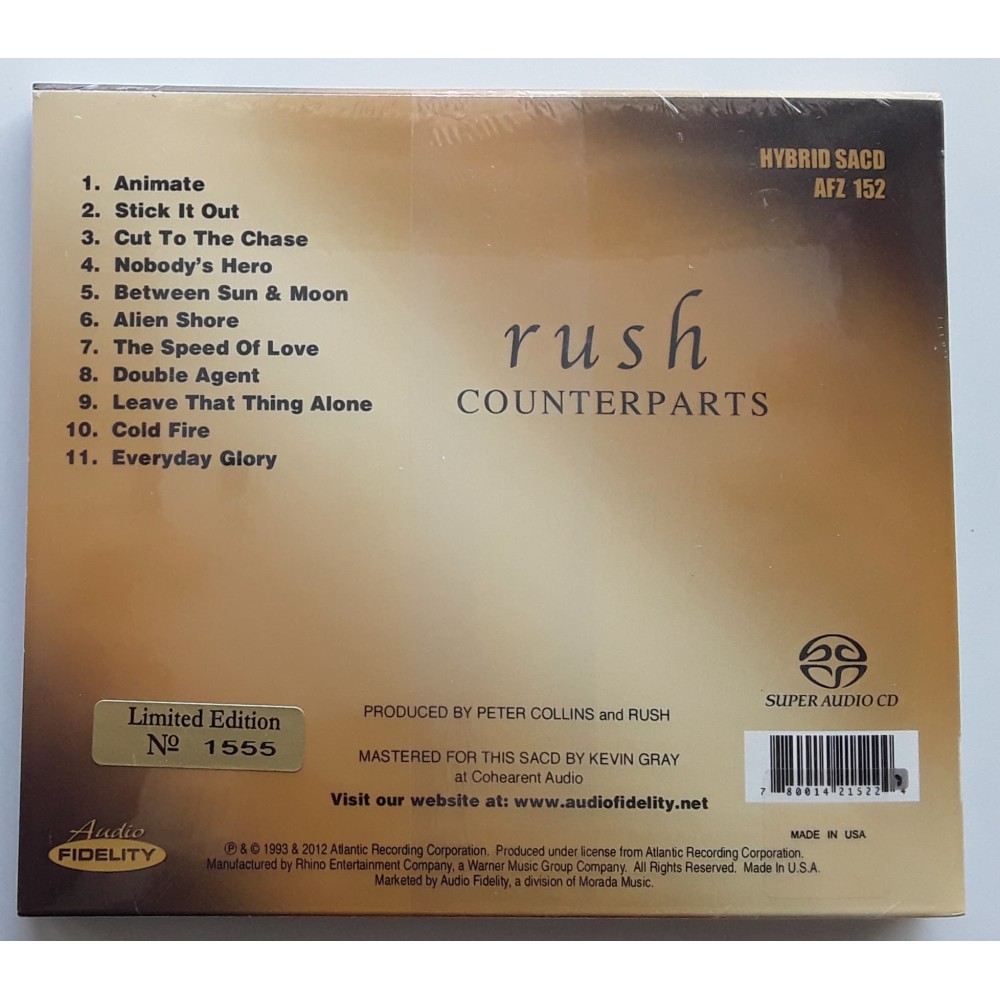 HYBRID SACD
AFZ 152
1. Animate
2. Stick It Out
3. Cut To The Chase
4. Nobody's Hero
5. Between Sun & Moon
6. Alien Shore
7. The Speed Of Love
8. Double Agent
9. Leave That Thing Alone
10. Cold Fire
11. Everyday Glory
rush
COUNTERPARTS
SUPER AUDIO CD
Limited Edition
Nº 1555
PRODUCED BY PETER COLLINS and RUSH
MASTERED FOR THIS SACD BY KEVIN GRAY
at Cohearent Audio
Visit our website at: www.audiofidelity.net
7 80014 21522 4
MADE IN USA
Audio
FIDELITY
℗ & © 1993 & 2012 Atlantic Recording Corporation. Produced under license from Atlantic Recording Corporation.
Manufactured by Rhino Entertainment Company, a Warner Music Group Company. All Rights Reserved. Made In U.S.A.
Marketed by Audio Fidelity, a division of Morada Music.